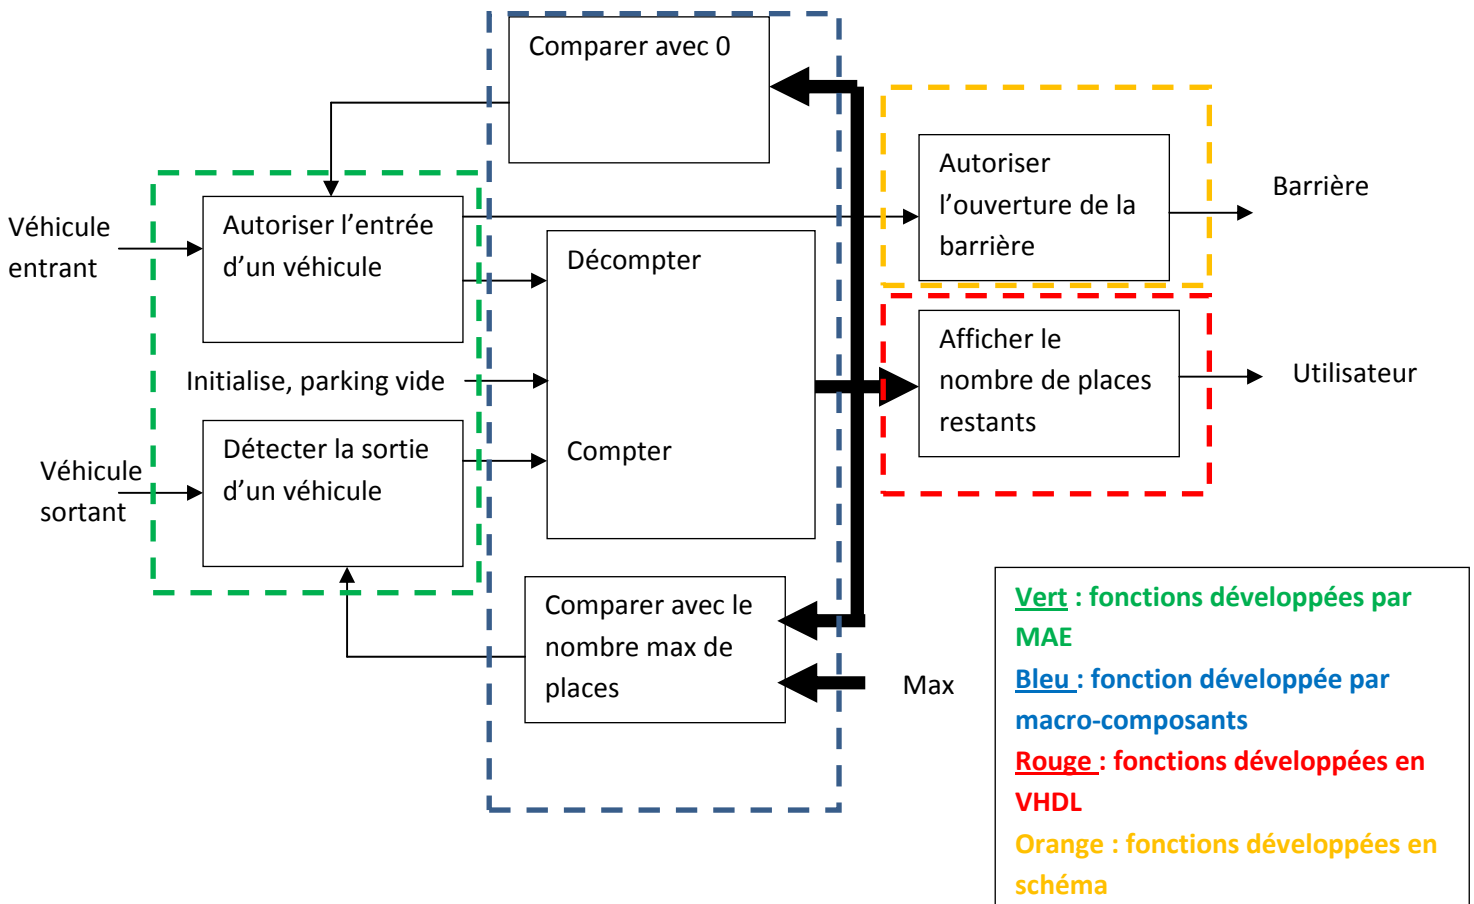 Comparer avec 0
Autoriser
l’ouverture de la
barrière
Barrière
Véhicule
entrant
Autoriser l’entrée
d’un véhicule
Décompter
Initialise, parking vide
Afficher le
nombre de places
restants
Utilisateur
Véhicule
sortant
Détecter la sortie
d’un véhicule
Compter
Comparer avec le
nombre max de
places
Max
Vert : fonctions développées par
MAE
Bleu : fonction développée par
macro-composants
Rouge : fonctions développées en
VHDL
Orange : fonctions développées en
schéma